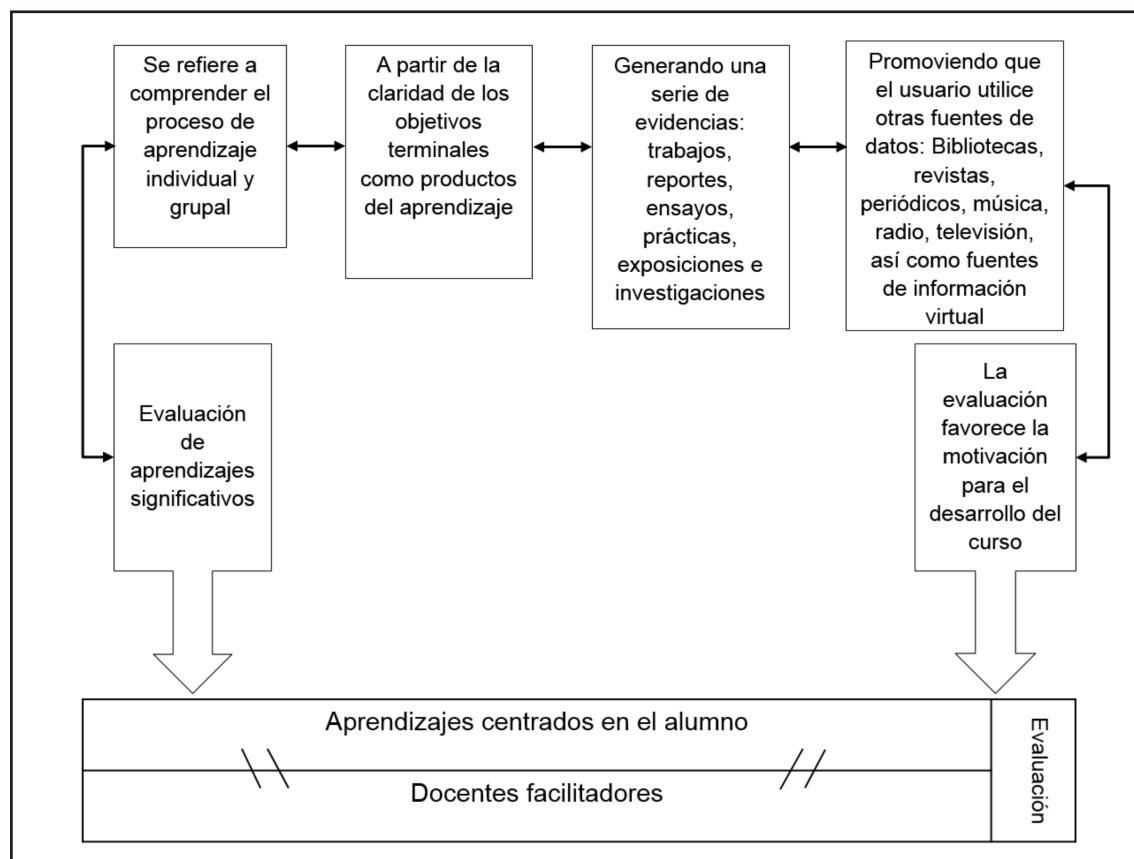 Se refiere a
comprender el
proceso de
aprendizaje
individual y
grupal
A partir de la
claridad de los
objetivos
terminales
como productos
del aprendizaje
Generando una
serie de
evidencias:
trabajos,
reportes,
ensayos,
prácticas,
exposiciones e
investigaciones
Promoviendo que
el usuario utilice
otras fuentes de
datos: Bibliotecas,
revistas,
periódicos, música,
radio, televisión,
así como fuentes
de información
virtual
Evaluación
de
aprendizajes
significativos
La
evaluación
favorece la
motivación
para el
desarrollo del
curso
Aprendizajes centrados en el alumno
Docentes facilitadores
Evaluación